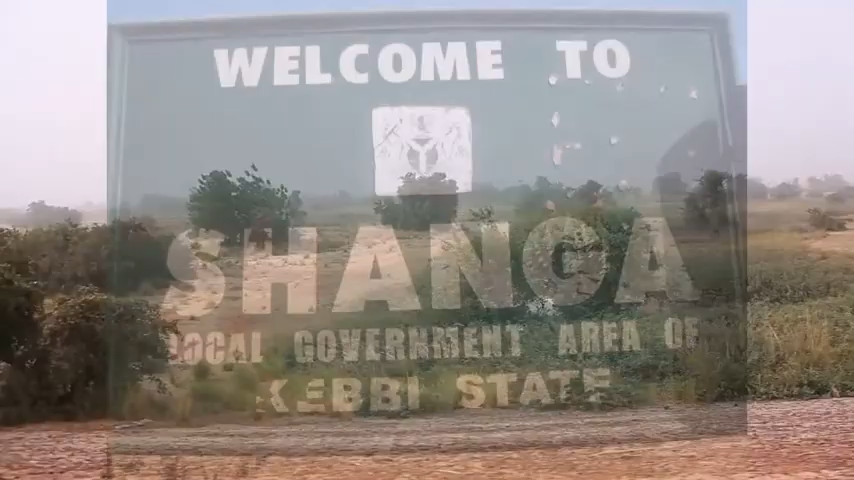 WELCOME TO
SHANGA
LOCAL GOVERNMENT AREA OF
KEBBI STATE